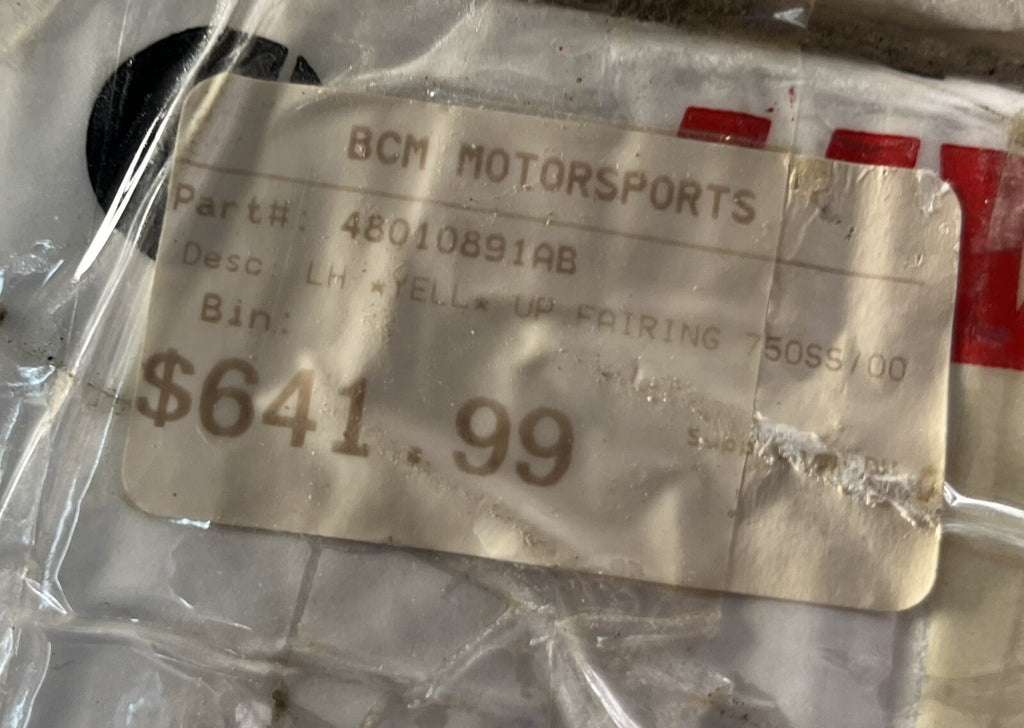 BCM MOTORSPORTS
Part#: 48010891AB
Desc: LH *YELL* UP FAIRING 750SS/00
Bin:
$641.99